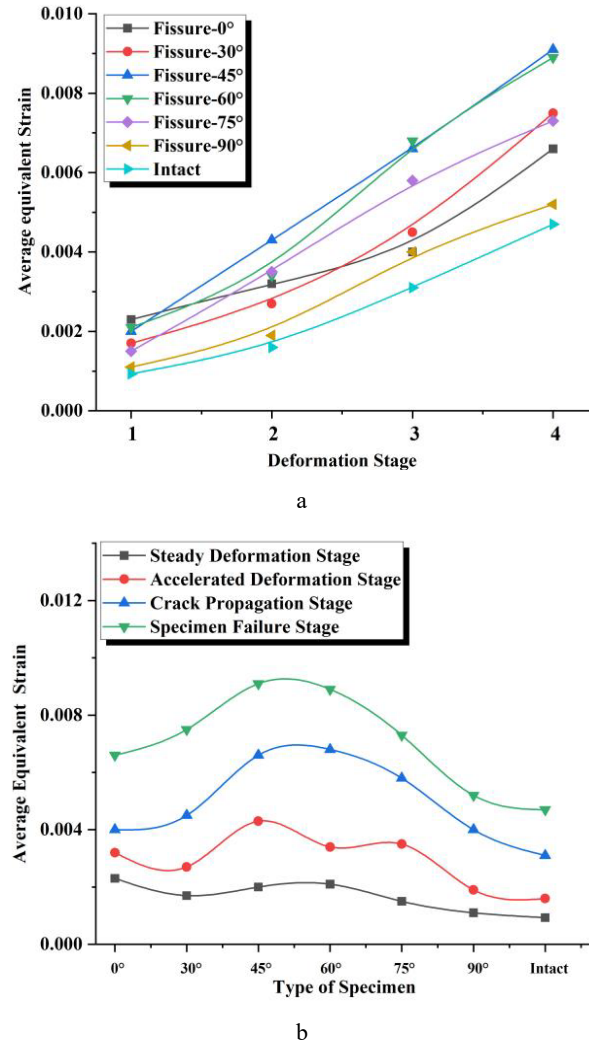 0.010
Fissure-0°
Fissure-30°
Fissure-45°
Fissure-60°
Fissure-75°
Fissure-90°
Intact
0.008
0.006
0.004
0.002
0.000
Average equivalent Strain
1 2 3 4
Deformation Stage
a
Steady Deformation Stage
Accelerated Deformation Stage
Crack Propagation Stage
Specimen Failure Stage
0.012
0.008
0.004
0.000
Average Equivalent Strain
0° 30° 45° 60° 75° 90° Intact
Type of Specimen
b